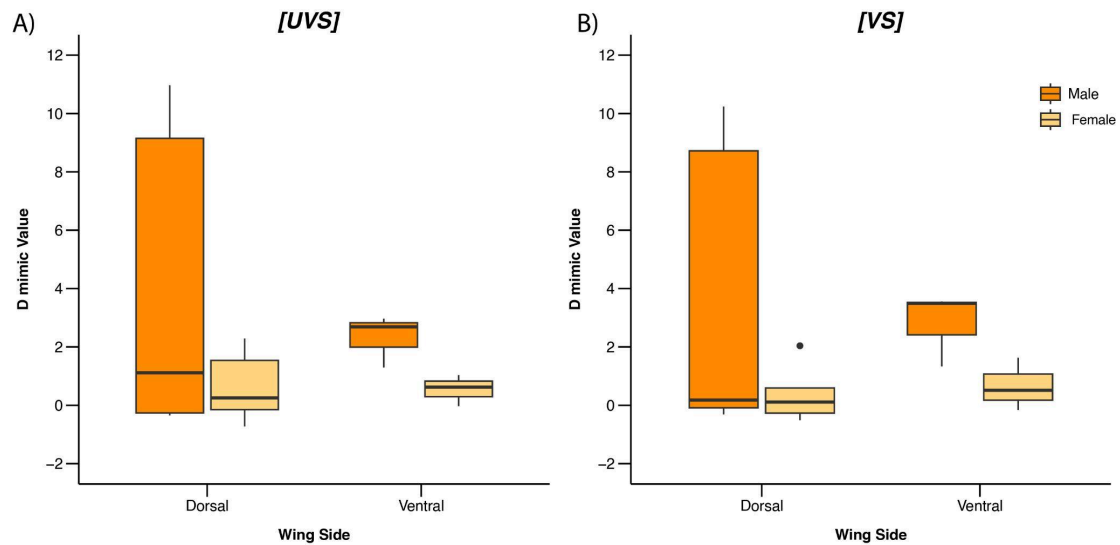 A)
[UVS]
12
10
8
6
4
2
0
−2
D mimic Value
Dorsal
Ventral
Wing Side
B)
[VS]
12
10
8
6
4
2
0
−2
D mimic Value
Dorsal
Ventral
Wing Side
Male
Female